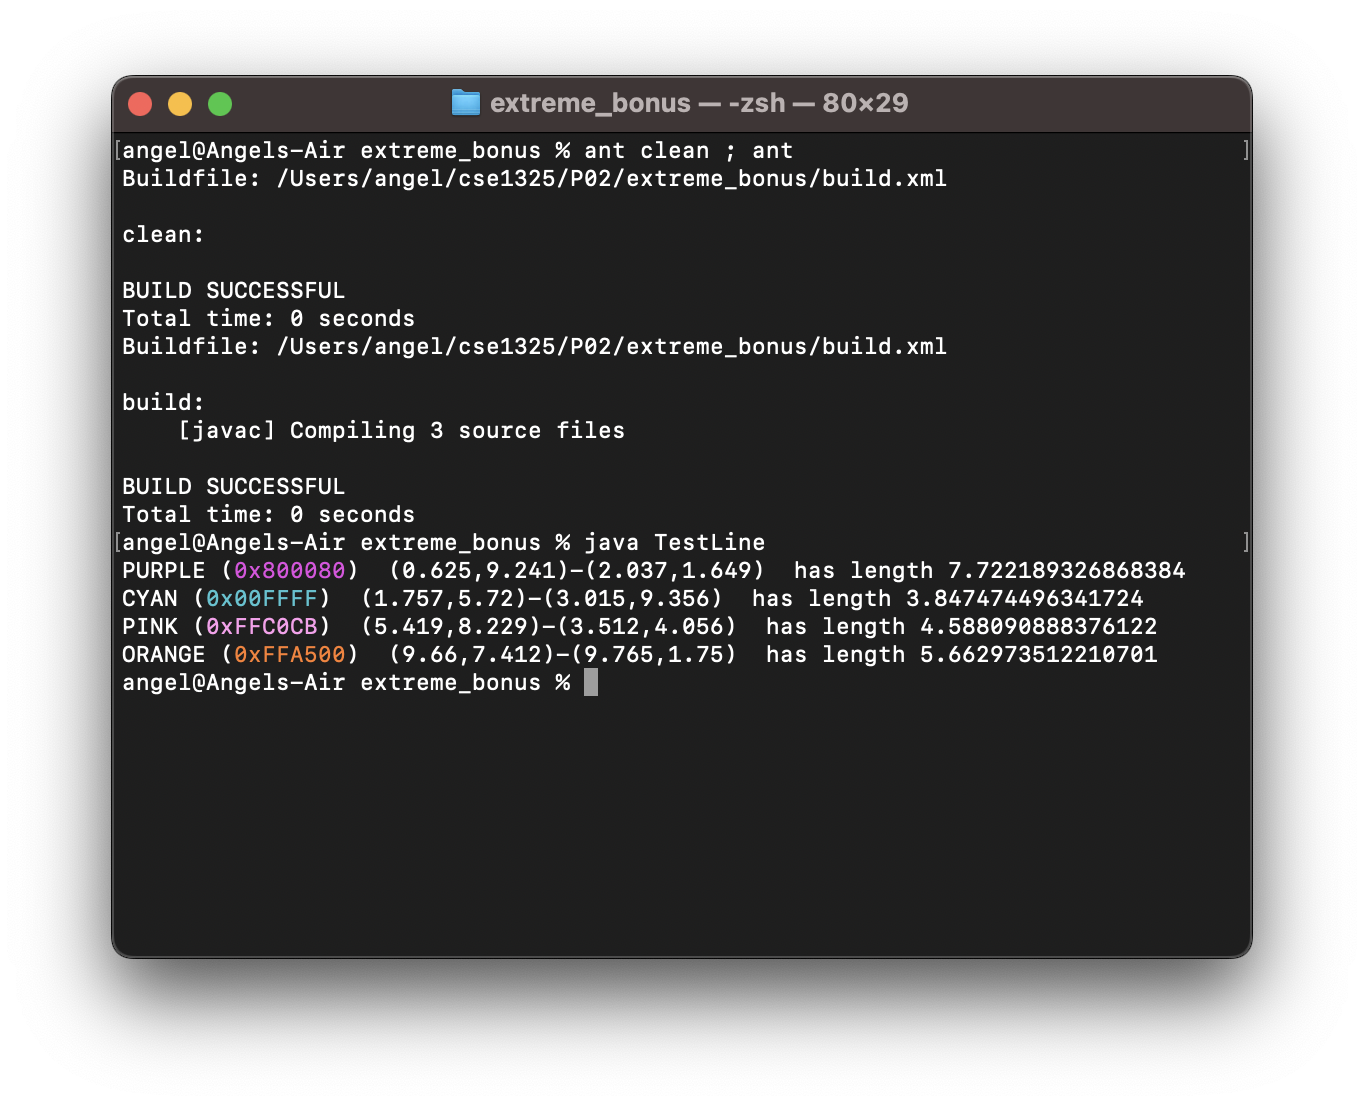 extreme_bonus — -zsh — 80×29
[angel@Angels-Air extreme_bonus % ant clean ; ant ]
Buildfile: /Users/angel/cse1325/P02/extreme_bonus/build.xml
clean:
BUILD SUCCESSFUL
Total time: 0 seconds
Buildfile: /Users/angel/cse1325/P02/extreme_bonus/build.xml
build:
    [javac] Compiling 3 source files
BUILD SUCCESSFUL
Total time: 0 seconds
[angel@Angels-Air extreme_bonus % java TestLine ]
PURPLE (0x800080)  (0.625,9.241)-(2.037,1.649)  has length 7.722189326868384
CYAN (0x00FFFF)  (1.757,5.72)-(3.015,9.356)  has length 3.847474496341724
PINK (0xFFC0CB)  (5.419,8.229)-(3.512,4.056)  has length 4.588090888376122
ORANGE (0xFFA500)  (9.66,7.412)-(9.765,1.75)  has length 5.662973512210701
angel@Angels-Air extreme_bonus %